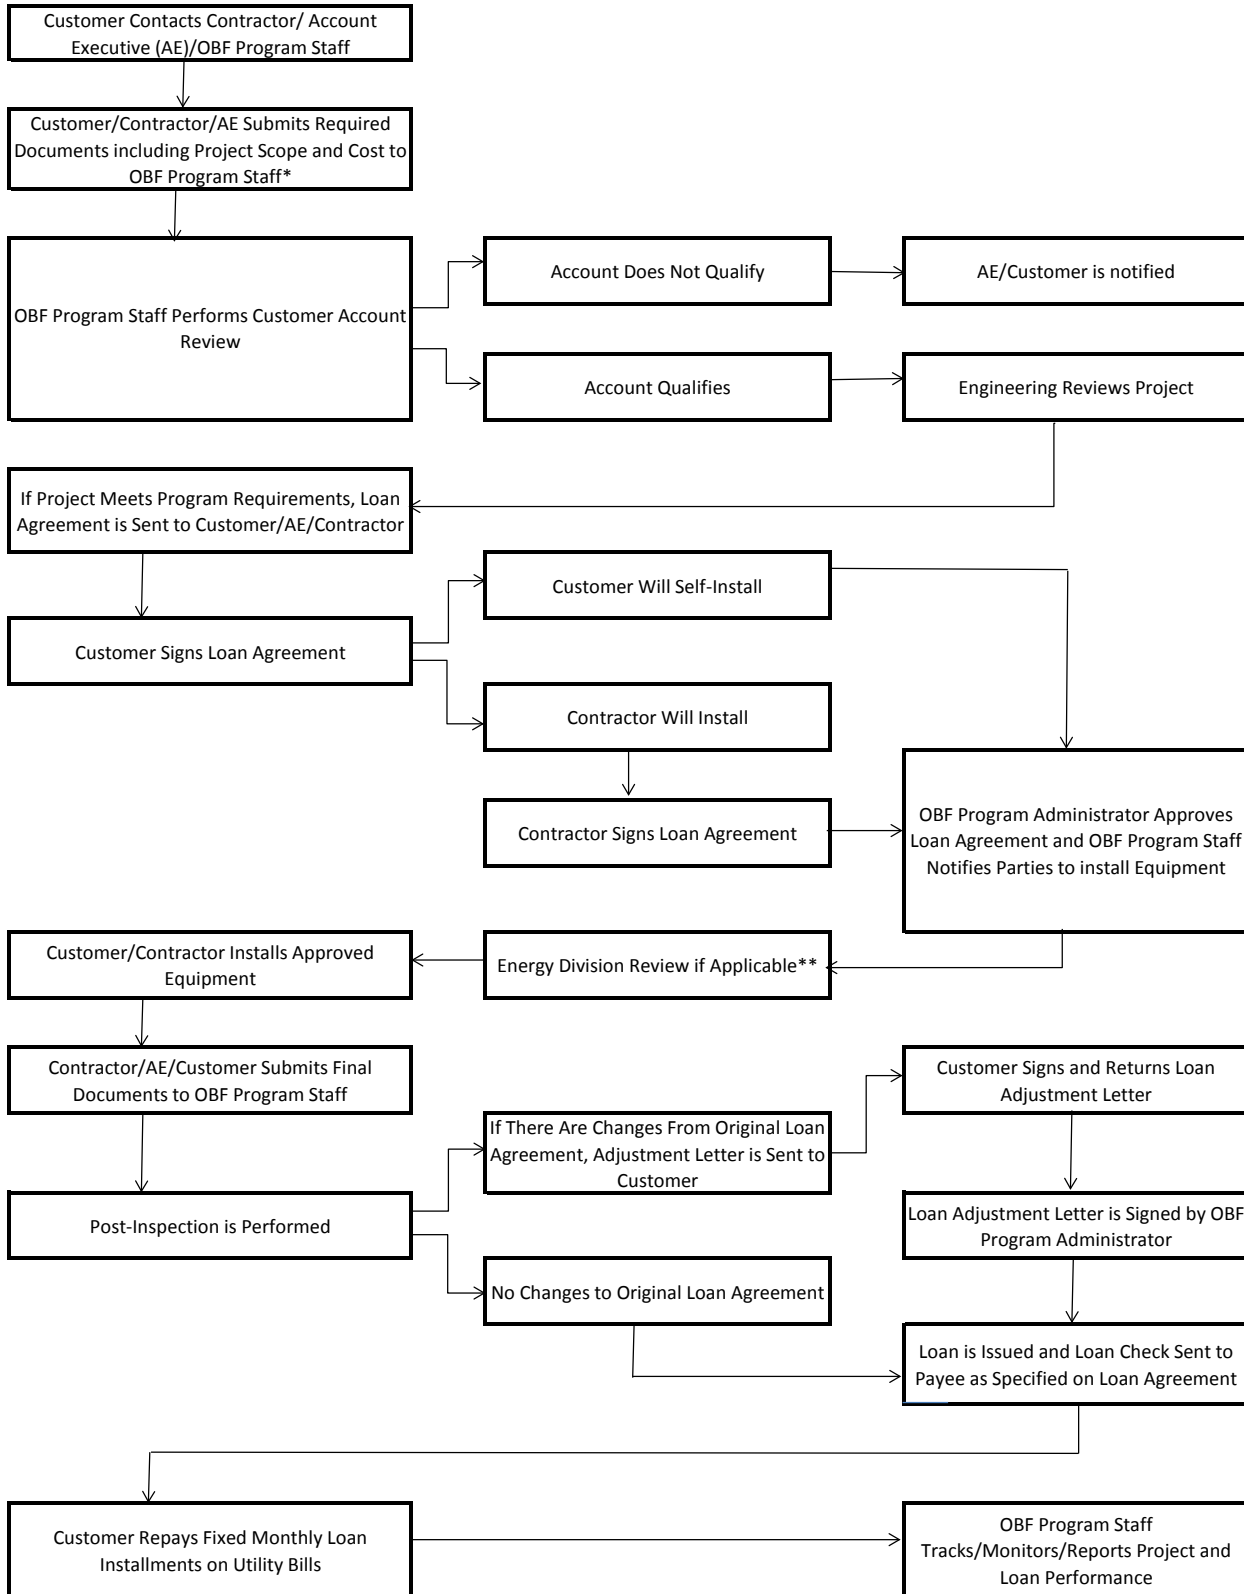 Customer Contacts Contractor/ Account
Executive (AE)/OBF Program Staff
Customer/Contractor/AE Submits Required
Documents including Project Scope and Cost to
OBF Program Staff*
OBF Program Staff Performs Customer Account
Review
Account Does Not Qualify
AE/Customer is notified
Account Qualifies
Engineering Reviews Project
If Project Meets Program Requirements, Loan
Agreement is Sent to Customer/AE/Contractor
Customer Signs Loan Agreement
Customer Will Self-Install
Contractor Will Install
Contractor Signs Loan Agreement
OBF Program Administrator Approves
Loan Agreement and OBF Program Staff
Notifies Parties to install Equipment
Energy Division Review if Applicable**
Customer/Contractor Installs Approved
Equipment
Contractor/AE/Customer Submits Final
Documents to OBF Program Staff
Post-Inspection is Performed
If There Are Changes From Original Loan
Agreement, Adjustment Letter is Sent to
Customer
Customer Signs and Returns Loan
Adjustment Letter
Loan Adjustment Letter is Signed by OBF
Program Administrator
No Changes to Original Loan Agreement
Loan is Issued and Loan Check Sent to
Payee as Specified on Loan Agreement
Customer Repays Fixed Monthly Loan
Installments on Utility Bills
OBF Program Staff
Tracks/Monitors/Reports Project and
Loan Performance